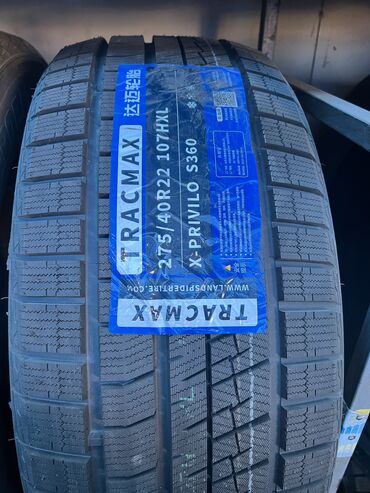 达迈轮胎
TRACMAX
275/40R22 107HXL
X-PRIVILO S360
WWW.LANDSPIDERTIRE.COM
TRACMAX